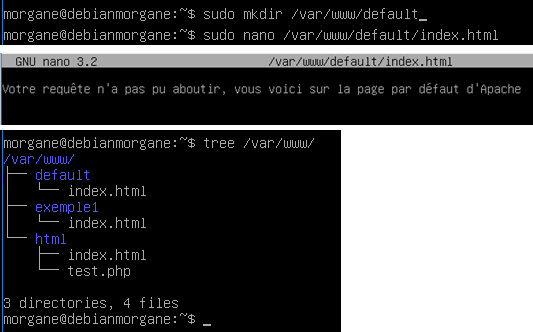 morgane@debianmorgane:~$ sudo mkdir /var/www/default_
morgane@debianmorgane:~$ sudo nano /var/www/default/index.html
GNU nano 3.2 /var/www/default/index.html
Votre requête n'a pas pu aboutir, vous voici sur la page par défaut d'Apache
morgane@debianmorgane:~$ tree /var/www/
/var/www/
├── default
│   └── index.html
├── exemple1
│   └── index.html
└── html
    ├── index.html
    └── test.php
3 directories, 4 files
morgane@debianmorgane:~$ _